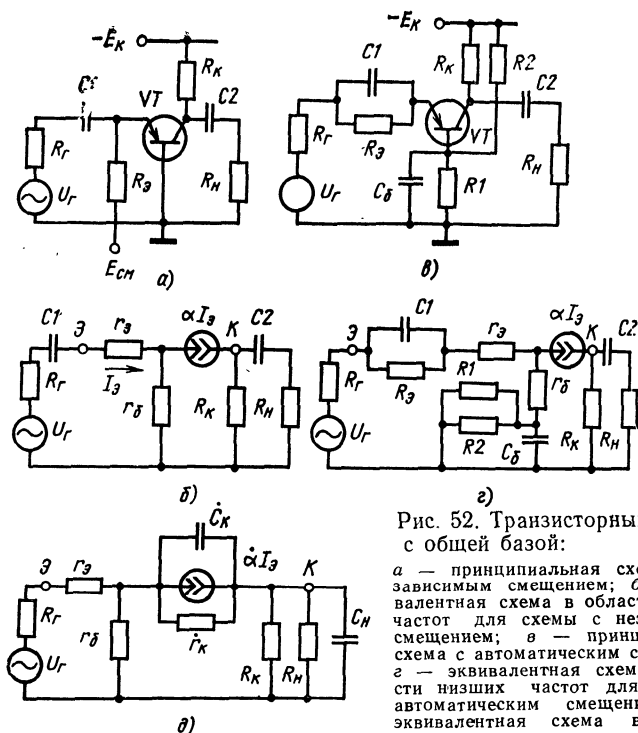 −Eк
Rк
C1
VT
C2
Rг
Rэ
Rн
Uг
Eсм
а)
−Eк
C1
Rк
R2
C2
Rг
Rэ
VT
Rн
Uг
Cб
R1
в)
C1
Э
rэ
αIэ
К
C2
Rг
Iэ
rб
Rк
Rн
Uг
б)
C1
αIэ
Э
rэ
К
C2
Rг
Rэ
R1
rб
R2
Cб
Rк
Rн
Uг
г)
Ċк
Э
rэ
α̇Iэ
К
Rг
rб
ṙк
Rк
Rн
Cн
Uг
д)
Рис. 52. Транзисторны
с общей базой:
а — принципиальная схе
зависимым смещением; б
валентная схема в област
частот для схемы с нез
смещением; в — принц
схема с автоматическим с
г — эквивалентная схем
сти низших частот для
автоматическим смещени
эквивалентная схема в